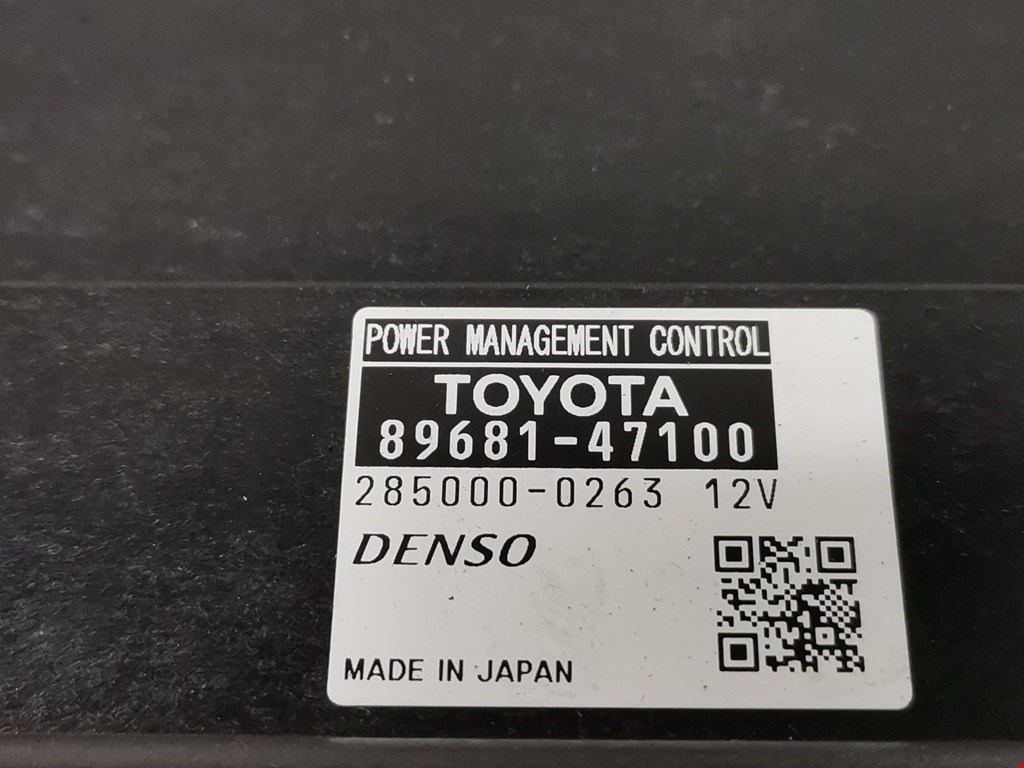 POWER MANAGEMENT CONTROL
TOYOTA
89681-47100
285000-0263 12V
DENSO
MADE IN JAPAN